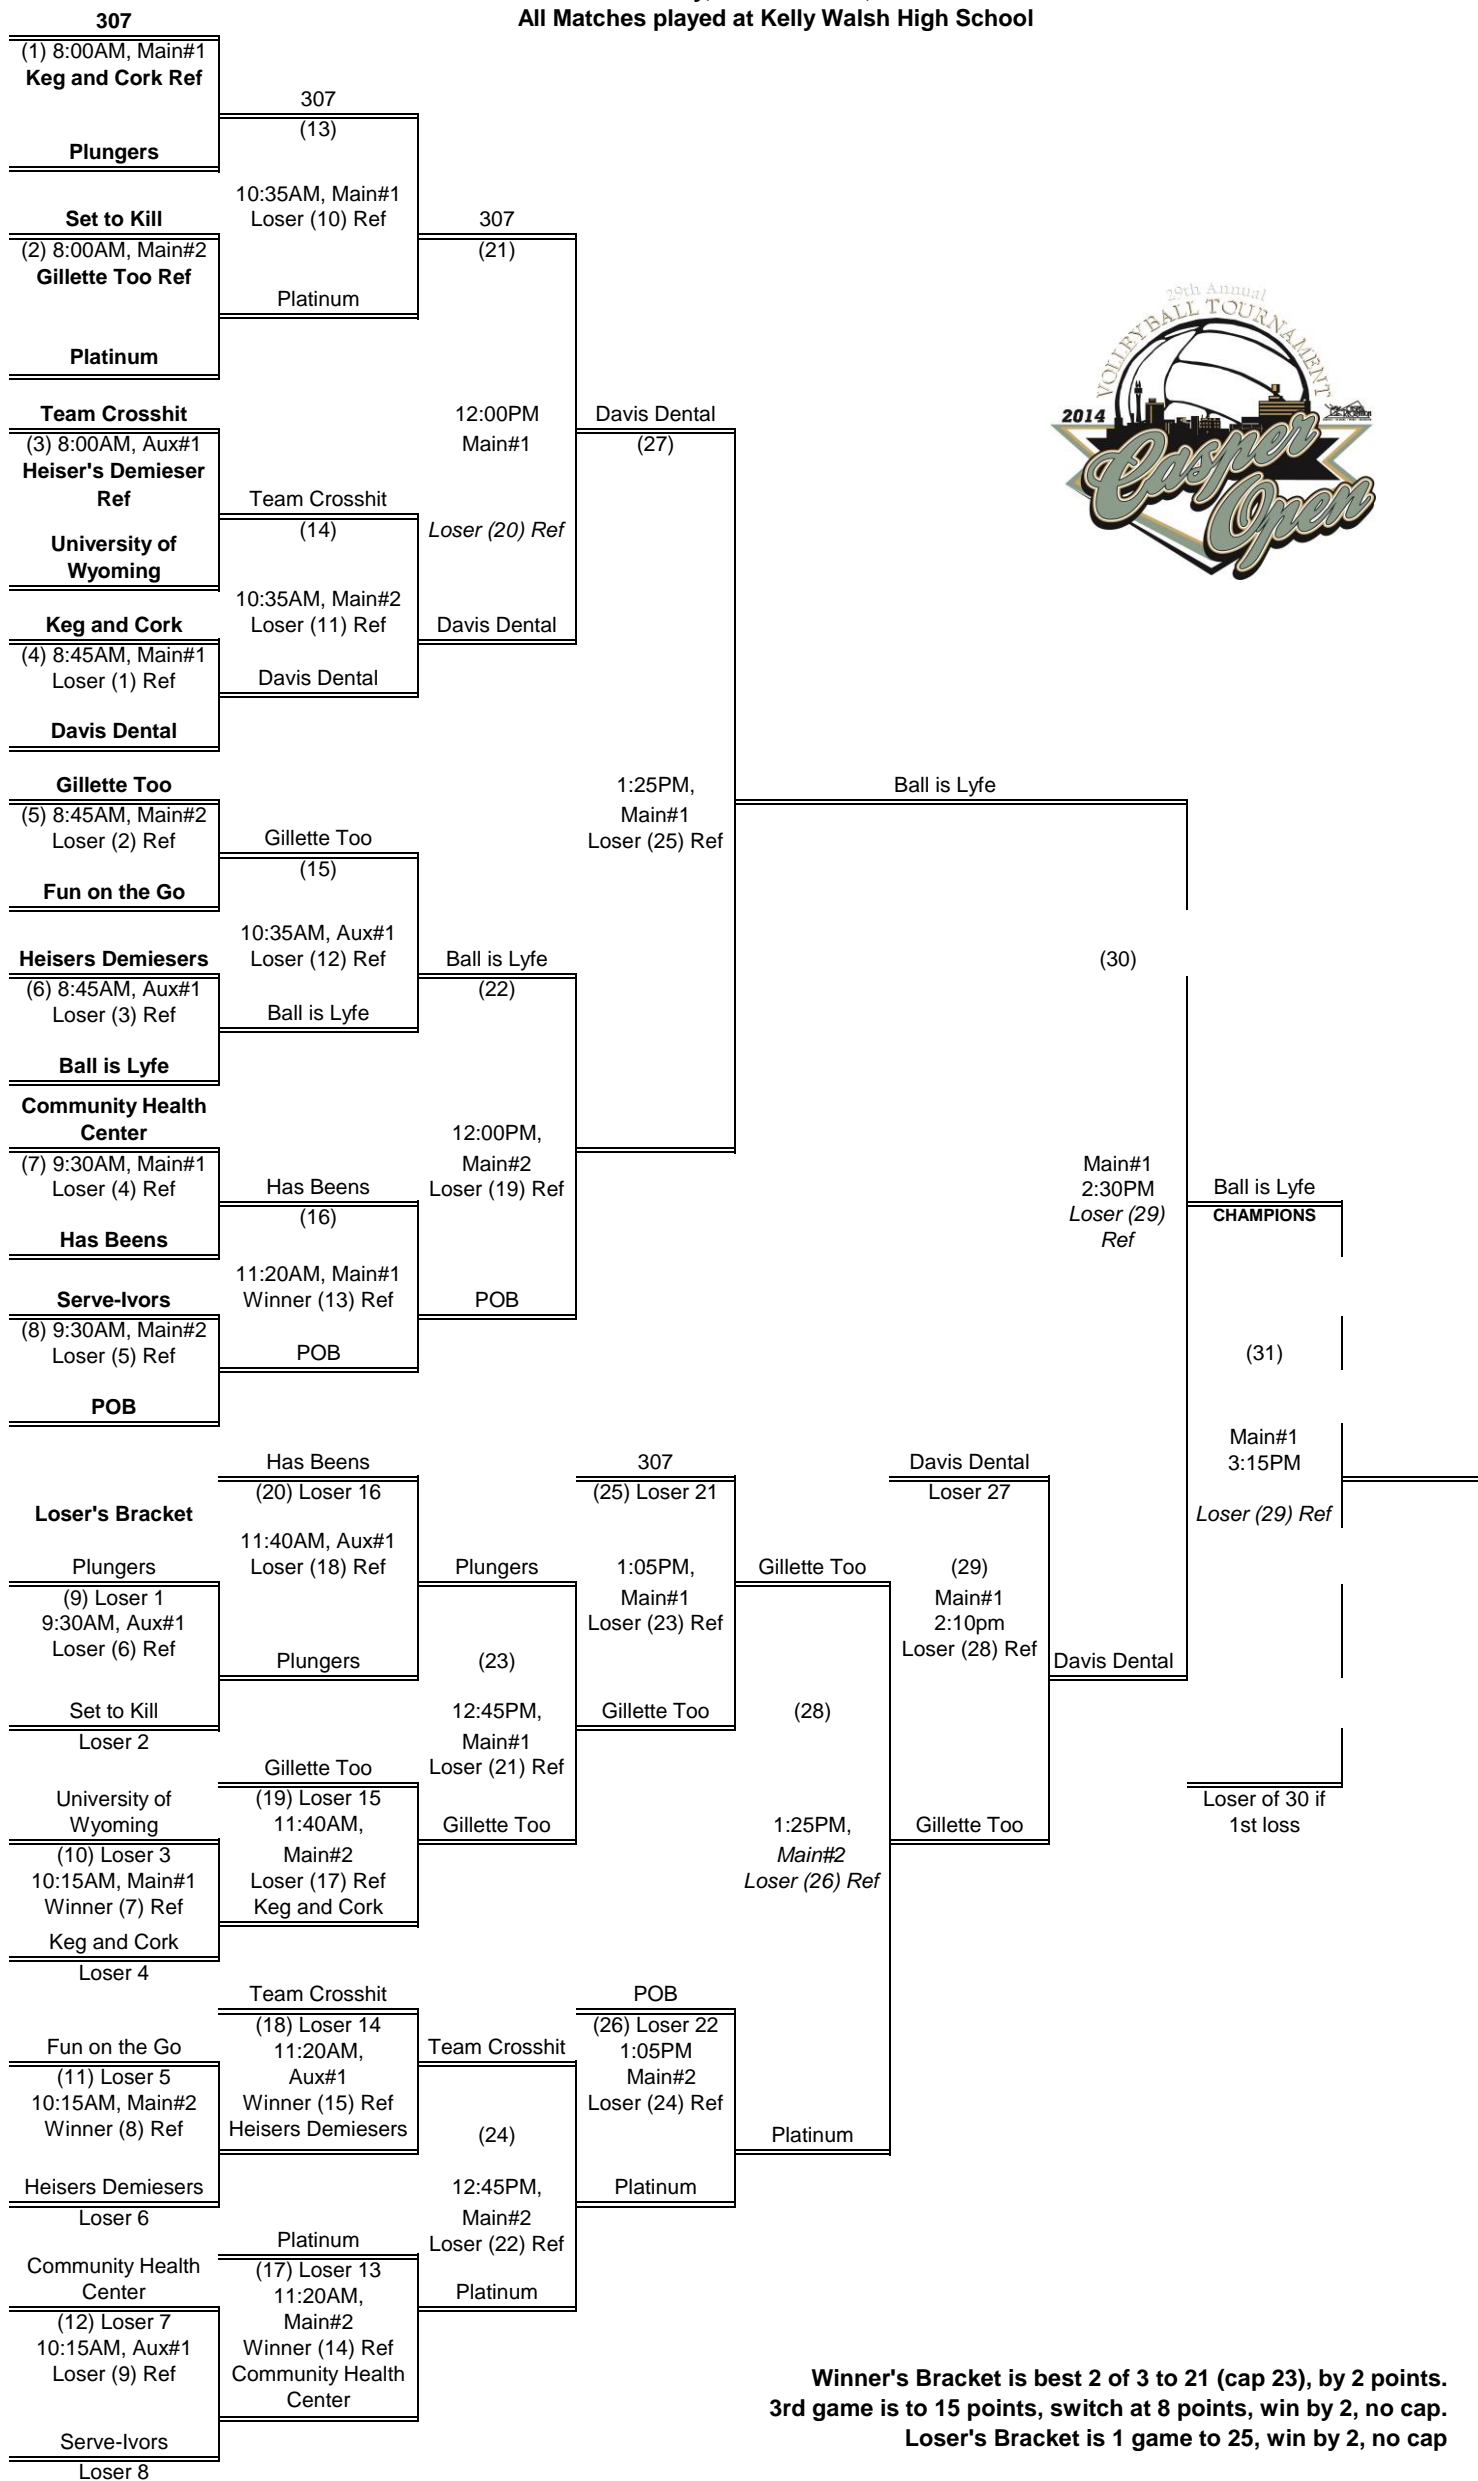 All Matches played at Kelly Walsh High School
307
(1) 8:00AM, Main#1
Keg and Cork Ref
Plungers
Set to Kill
(2) 8:00AM, Main#2
Gillette Too Ref
Platinum
Team Crosshit
(3) 8:00AM, Aux#1
Heiser's Demieser
Ref
University of
Wyoming
Keg and Cork
(4) 8:45AM, Main#1
Loser (1) Ref
Davis Dental
Gillette Too
(5) 8:45AM, Main#2
Loser (2) Ref
Fun on the Go
Heisers Demiesers
(6) 8:45AM, Aux#1
Loser (3) Ref
Ball is Lyfe
Community Health
Center
(7) 9:30AM, Main#1
Loser (4) Ref
Has Beens
Serve-Ivors
(8) 9:30AM, Main#2
Loser (5) Ref
POB
307
(13)
10:35AM, Main#1
Loser (10) Ref
Platinum
Team Crosshit
(14)
10:35AM, Main#2
Loser (11) Ref
Davis Dental
Gillette Too
(15)
10:35AM, Aux#1
Loser (12) Ref
Ball is Lyfe
Has Beens
(16)
11:20AM, Main#1
Winner (13) Ref
POB
307
(21)
12:00PM
Main#1
Loser (20) Ref
Davis Dental
Ball is Lyfe
(22)
12:00PM,
Main#2
Loser (19) Ref
POB
Davis Dental
(27)
1:25PM,
Main#1
Loser (25) Ref
29th Annual
VOLLEYBALL TOURNAMENT
2014
Casper
Open
Ball is Lyfe
(30)
Main#1
2:30PM
Loser (29)
Ref
Ball is Lyfe
CHAMPIONS
(31)
Main#1
3:15PM
Loser (29) Ref
Loser of 30 if
1st loss
Loser's Bracket
Plungers
(9) Loser 1
9:30AM, Aux#1
Loser (6) Ref
Set to Kill
Loser 2
University of
Wyoming
(10) Loser 3
10:15AM, Main#1
Winner (7) Ref
Keg and Cork
Loser 4
Fun on the Go
(11) Loser 5
10:15AM, Main#2
Winner (8) Ref
Heisers Demiesers
Loser 6
Community Health
Center
(12) Loser 7
10:15AM, Aux#1
Loser (9) Ref
Serve-Ivors
Loser 8
Has Beens
(20) Loser 16
11:40AM, Aux#1
Loser (18) Ref
Plungers
Gillette Too
(19) Loser 15
11:40AM,
Main#2
Loser (17) Ref
Keg and Cork
Team Crosshit
(18) Loser 14
11:20AM,
Aux#1
Winner (15) Ref
Heisers Demiesers
Platinum
(17) Loser 13
11:20AM,
Main#2
Winner (14) Ref
Community Health
Center
Plungers
(23)
12:45PM,
Main#1
Loser (21) Ref
Gillette Too
Team Crosshit
(24)
12:45PM,
Main#2
Loser (22) Ref
Platinum
307
(25) Loser 21
1:05PM,
Main#1
Loser (23) Ref
Gillette Too
POB
(26) Loser 22
1:05PM
Main#2
Loser (24) Ref
Platinum
Gillette Too
(28)
1:25PM,
Main#2
Loser (26) Ref
Platinum
Davis Dental
Loser 27
(29)
Main#1
2:10pm
Loser (28) Ref
Gillette Too
Davis Dental
Winner's Bracket is best 2 of 3 to 21 (cap 23), by 2 points.
3rd game is to 15 points, switch at 8 points, win by 2, no cap.
Loser's Bracket is 1 game to 25, win by 2, no cap